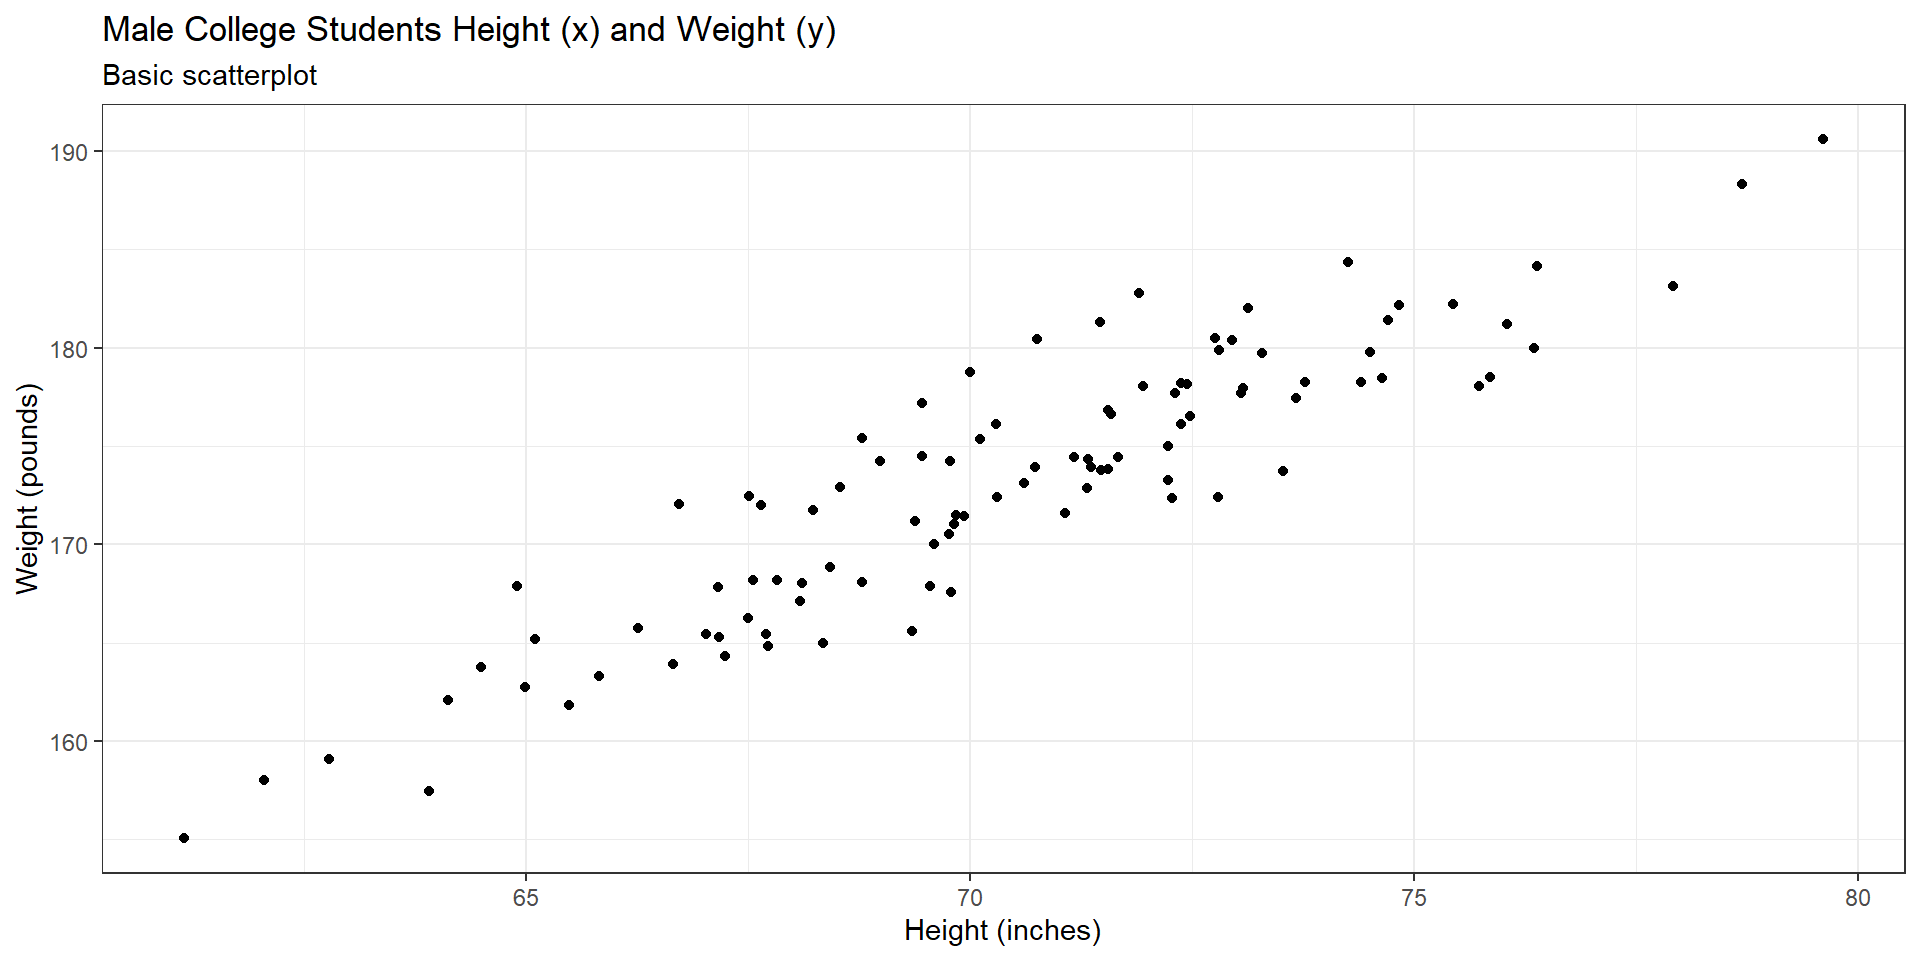 Male College Students Height (x) and Weight (y)
Basic scatterplot
190
180
170
160
Weight (pounds)
65
70
75
80
Height (inches)